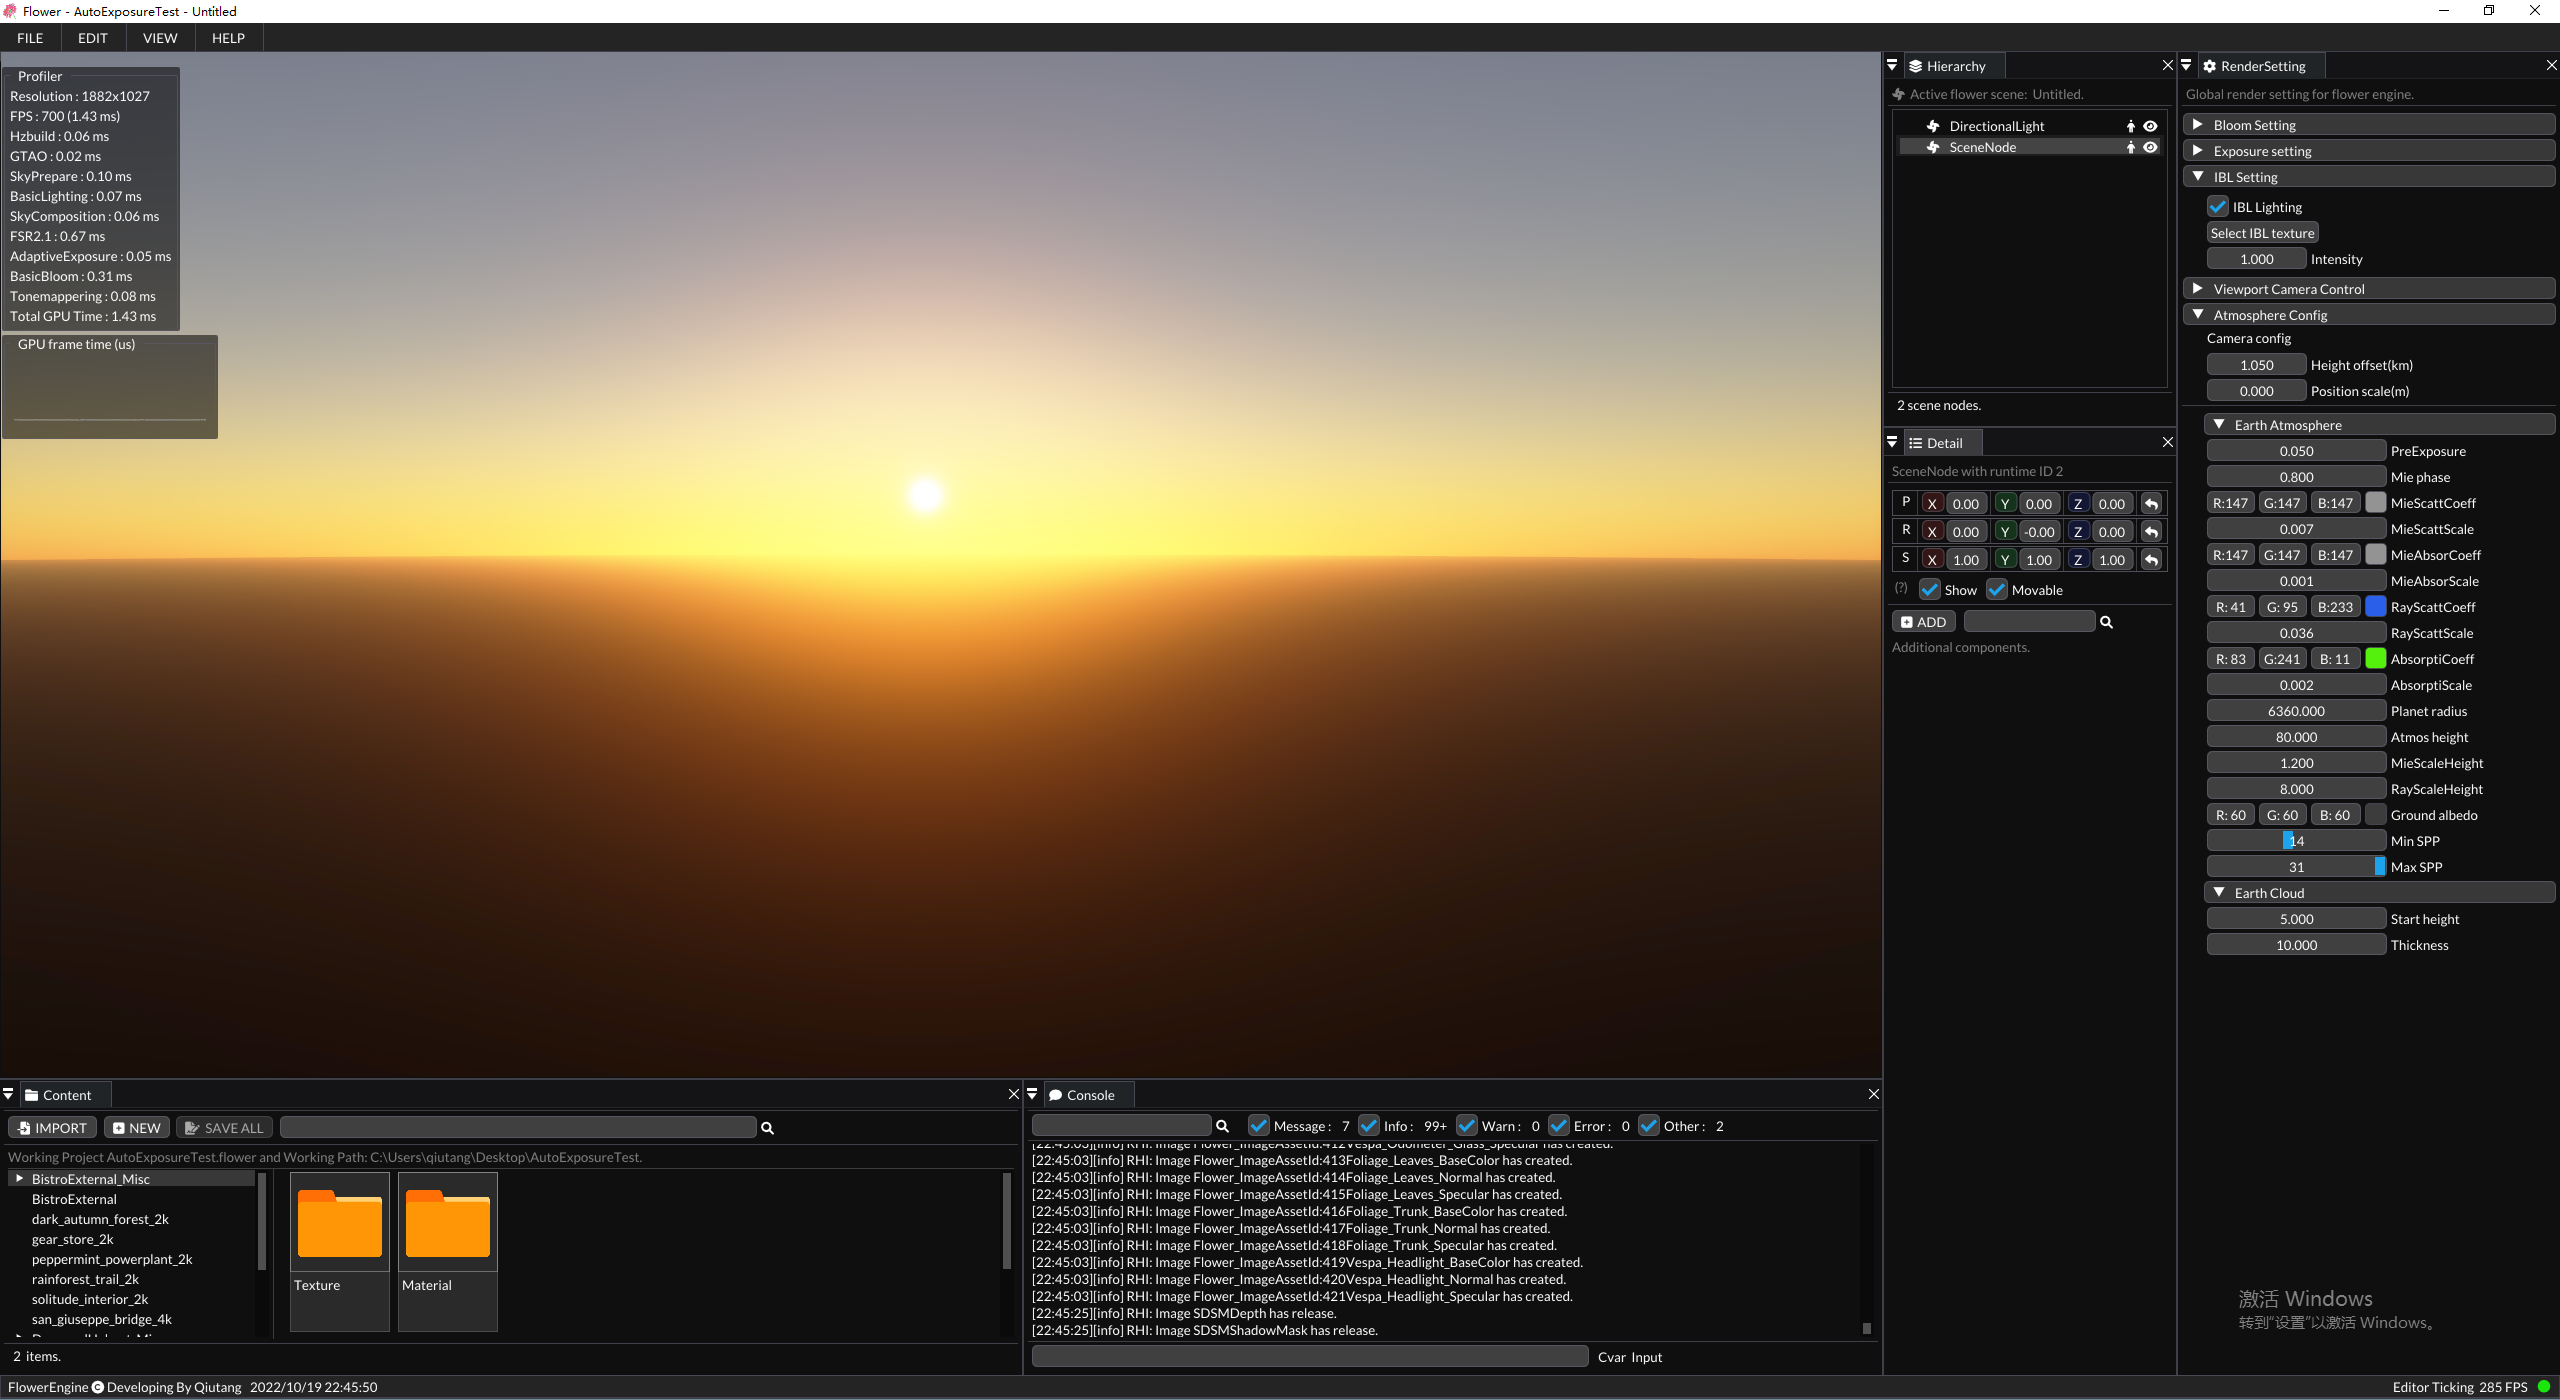 Flower - AutoExposureTest - Untitled
FILE EDIT VIEW HELP
Profiler
Resolution : 1882x1027
FPS : 700 (1.43 ms)
Hzbuild : 0.06 ms
GTAO : 0.02 ms
SkyPrepare : 0.10 ms
BasicLighting : 0.07 ms
SkyComposition : 0.06 ms
FSR2.1 : 0.67 ms
AdaptiveExposure : 0.05 ms
BasicBloom : 0.31 ms
Tonemappering : 0.08 ms
Total GPU Time : 1.43 ms
GPU frame time (us)
Hierarchy
Active flower scene: Untitled.
DirectionalLight
SceneNode
2 scene nodes.
Detail
SceneNode with runtime ID 2
P X 0.00 Y 0.00 Z 0.00
R X 0.00 Y -0.00 Z 0.00
S X 1.00 Y 1.00 Z 1.00
(?) Show Movable
ADD
Additional components.
RenderSetting
Global render setting for flower engine.
Bloom Setting
Exposure setting
IBL Setting
IBL Lighting
Select IBL texture
1.000 Intensity
Viewport Camera Control
Atmosphere Config
Camera config
1.050 Height offset(km)
0.000 Position scale(m)
Earth Atmosphere
0.050 PreExposure
0.800 Mie phase
R:147 G:147 B:147 MieScattCoeff
0.007 MieScattScale
R:147 G:147 B:147 MieAbsorCoeff
0.001 MieAbsorScale
R: 41 G: 95 B:233 RayScattCoeff
0.036 RayScattScale
R: 83 G:241 B: 11 AbsorptiCoeff
0.002 AbsorptiScale
6360.000 Planet radius
80.000 Atmos height
1.200 MieScaleHeight
8.000 RayScaleHeight
R: 60 G: 60 B: 60 Ground albedo
14 Min SPP
31 Max SPP
Earth Cloud
5.000 Start height
10.000 Thickness
Content
IMPORT NEW SAVE ALL
Working Project AutoExposureTest.flower and Working Path: C:\Users\qiutang\Desktop\AutoExposureTest.
BistroExternal_Misc
BistroExternal
dark_autumn_forest_2k
gear_store_2k
peppermint_powerplant_2k
rainforest_trail_2k
solitude_interior_2k
san_giuseppe_bridge_4k
Texture
Material
2 items.
Console
Message : 7 Info : 99+ Warn : 0 Error : 0 Other : 2
[22:45:03][info] RHI: Image Flower_ImageAssetId:412Vespa_Odometer_Glass_Specular has created.
[22:45:03][info] RHI: Image Flower_ImageAssetId:413Foliage_Leaves_BaseColor has created.
[22:45:03][info] RHI: Image Flower_ImageAssetId:414Foliage_Leaves_Normal has created.
[22:45:03][info] RHI: Image Flower_ImageAssetId:415Foliage_Leaves_Specular has created.
[22:45:03][info] RHI: Image Flower_ImageAssetId:416Foliage_Trunk_BaseColor has created.
[22:45:03][info] RHI: Image Flower_ImageAssetId:417Foliage_Trunk_Normal has created.
[22:45:03][info] RHI: Image Flower_ImageAssetId:418Foliage_Trunk_Specular has created.
[22:45:03][info] RHI: Image Flower_ImageAssetId:419Vespa_Headlight_BaseColor has created.
[22:45:03][info] RHI: Image Flower_ImageAssetId:420Vespa_Headlight_Normal has created.
[22:45:03][info] RHI: Image Flower_ImageAssetId:421Vespa_Headlight_Specular has created.
[22:45:25][info] RHI: Image SDSMDepth has release.
[22:45:25][info] RHI: Image SDSMShadowMask has release.
Cvar Input
激活 Windows
转到“设置”以激活 Windows。
FlowerEngine © Developing By Qiutang 2022/10/19 22:45:50
Editor Ticking 285 FPS